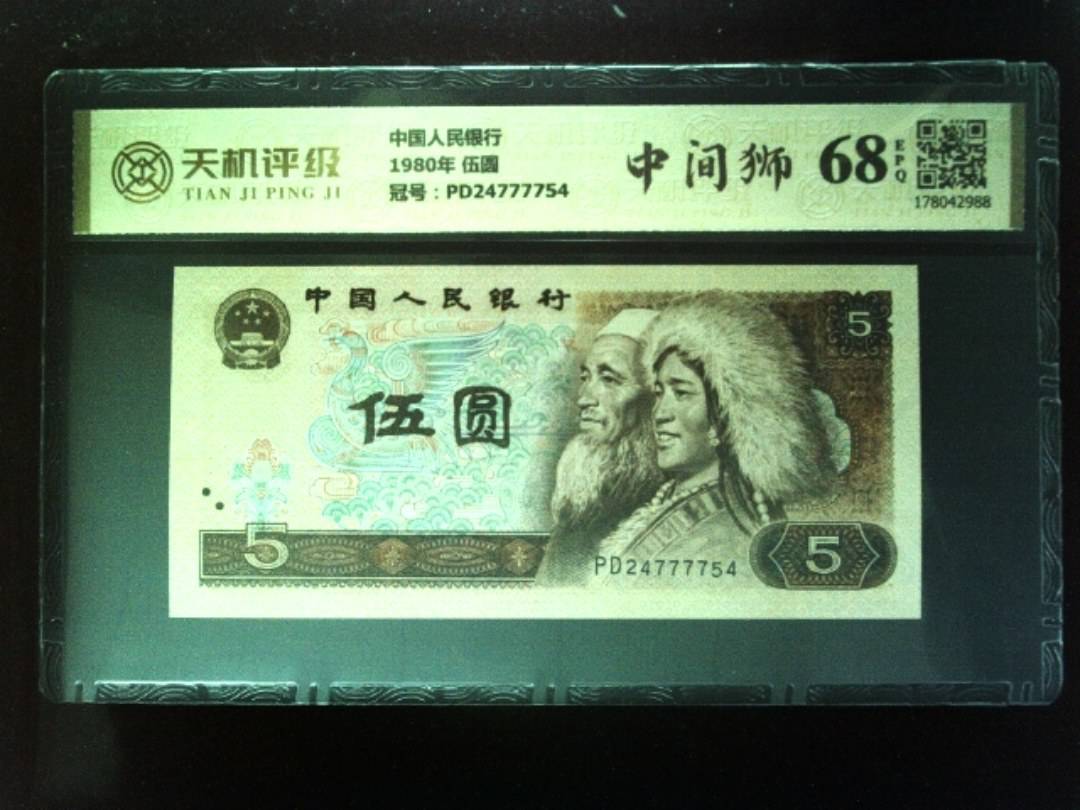 天机评级
TIAN JI PING JI
中国人民银行
1980年 伍圆
冠号：PD24777754
中间狮 68 EPQ
178042988
中国人民银行
5
伍圆
5
PD24777754
5